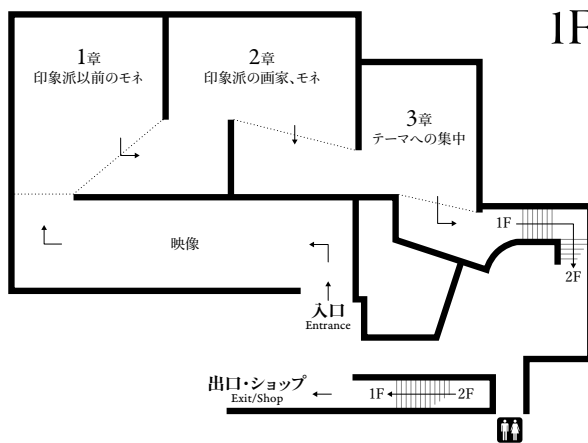 1F
1章
印象派以前のモネ
2章
印象派の画家、モネ
3章
テーマへの集中
映像
1F
2F
入口
Entrance
出口・ショップ
Exit/Shop
1F
2F